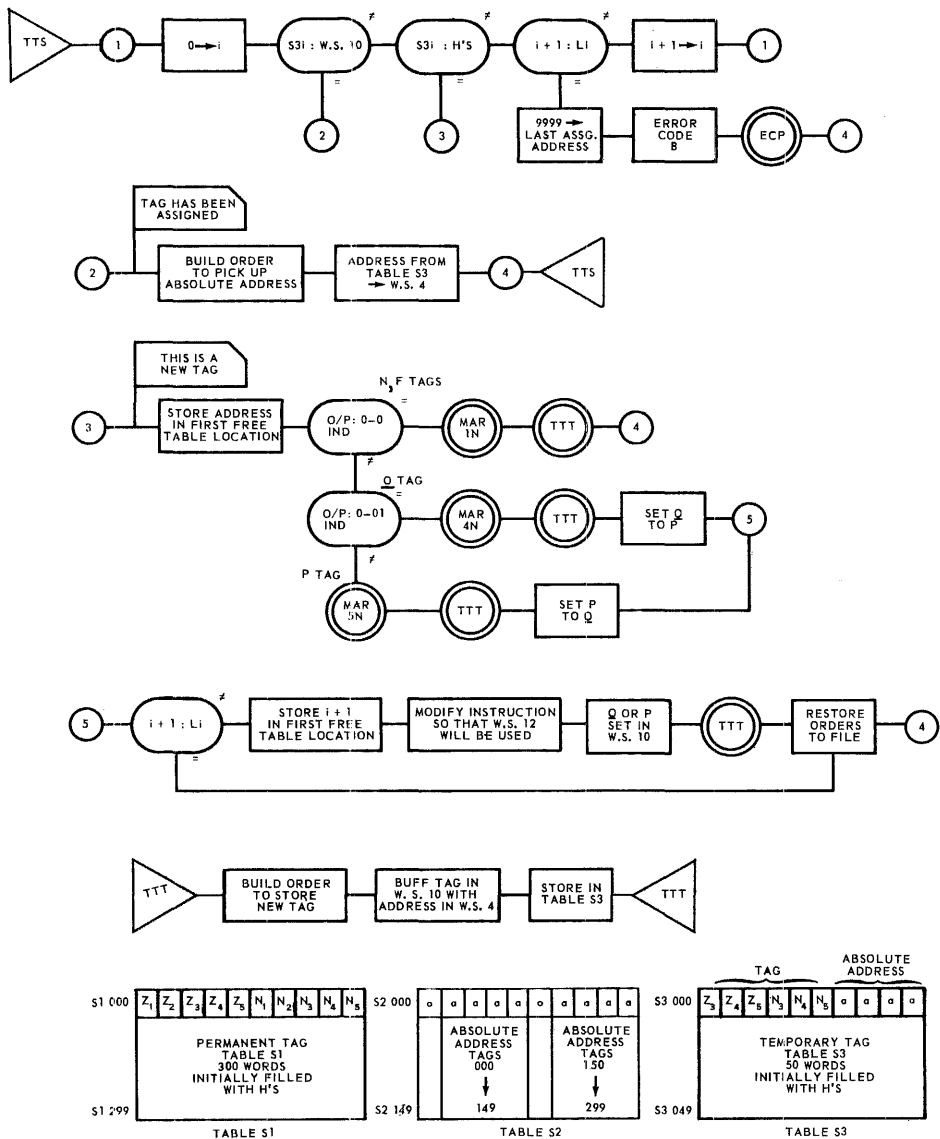 TTS
1
0→i
S3i : W.S. 10
≠
=
S3i : H'S
≠
=
i + 1 : Li
≠
=
i + 1 → i
1
2
3
9999 →
LAST ASSG.
ADDRESS
ERROR
CODE
B
ECP
4
TAG HAS BEEN
ASSIGNED
2
BUILD ORDER
TO PICK UP
ABSOLUTE ADDRESS
ADDRESS FROM
TABLE S3
→ W.S. 4
4
TTS
THIS IS A
NEW TAG
3
STORE ADDRESS
IN FIRST FREE
TABLE LOCATION
N, F TAGS
=
O/P: 0-0
IND
≠
MAR
1N
TTT
4
O TAG
=
O/P: 0-01
IND
≠
MAR
4N
TTT
SET O
TO P
5
P TAG
MAR
5N
TTT
SET P
TO O
5
i + 1 : Li
≠
=
STORE i + 1
IN FIRST FREE
TABLE LOCATION
MODIFY INSTRUCTION
SO THAT W.S. 12
WILL BE USED
O OR P
SET IN
W.S. 10
TTT
RESTORE
ORDERS
TO FILE
4
TTT
BUILD ORDER
TO STORE
NEW TAG
BUFF TAG IN
W. S. 10 WITH
ADDRESS IN W.S. 4
STORE IN
TABLE S3
TTT
S1 000
Z1 Z2 Z3 Z4 Z5 N1 N2 N3 N4 N5
PERMANENT TAG
TABLE S1
300 WORDS
INITIALLY FILLED
WITH H'S
S1 299
TABLE S1
S2 000
o a a a a o a a a a
ABSOLUTE
ADDRESS
TAGS
000
↓
149
ABSOLUTE
ADDRESS
TAGS
150
↓
299
S2 149
TABLE S2
TAG
ABSOLUTE
ADDRESS
S3 000
Z3 Z4 Z5 N3 N4 N5 a a a a
TEMPORARY TAG
TABLE S3
50 WORDS
INITIALLY FILLED
WITH H'S
S3 049
TABLE S3